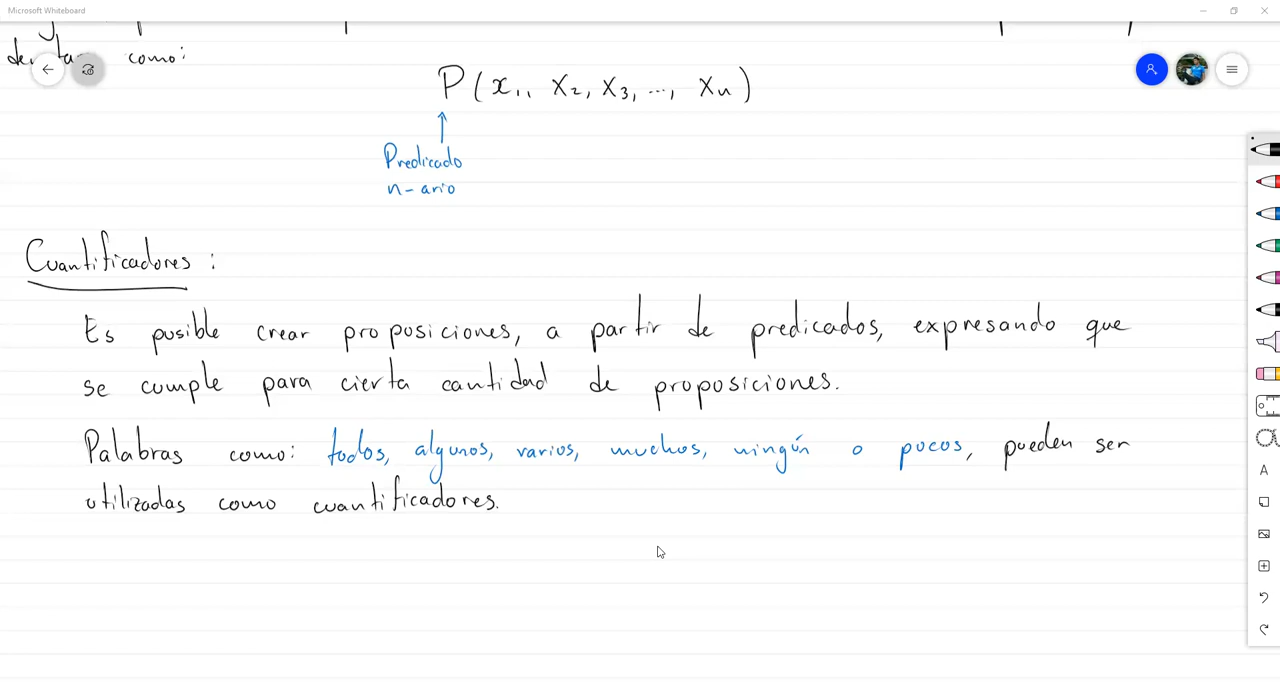 Microsoft Whiteboard
como:
P(x₁, x₂, x₃, ..., xₙ)
Predicado
n-ario
Cuantificadores:
Es posible crear proposiciones, a partir de predicados, expresando que
se cumple para cierta cantidad de proposiciones.
Palabras como: todos, algunos, varios, muchos, ningún o pocos, pueden ser
utilizadas como cuantificadores.
A